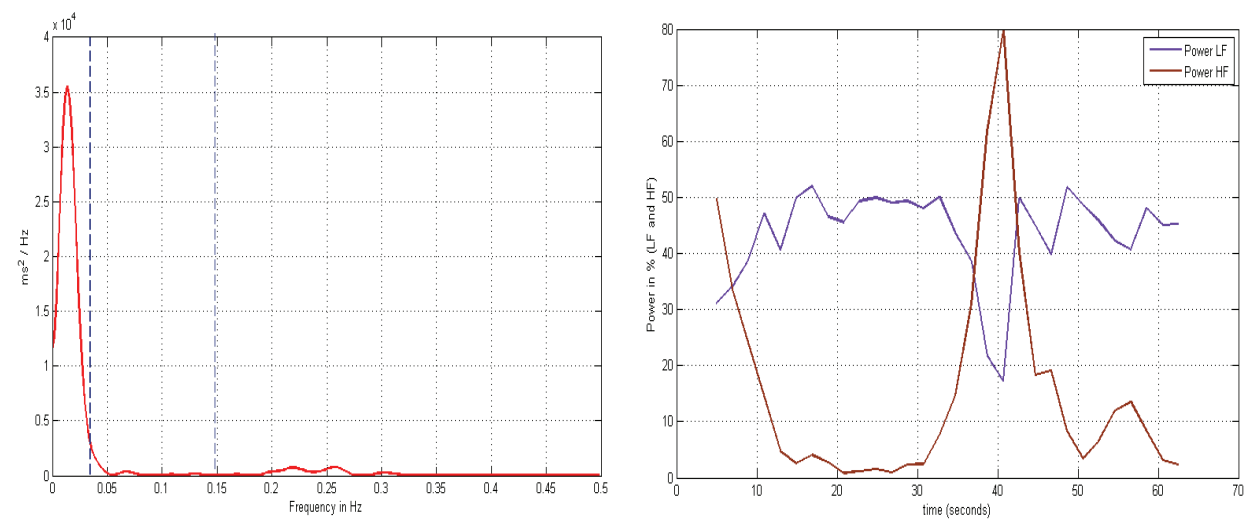 x 10⁴
4
3.5
3
2.5
2
1.5
1
0.5
0
ms² / Hz
0 0.05 0.1 0.15 0.2 0.25 0.3 0.35 0.4 0.45 0.5
Frequency in Hz
80
70
60
50
40
30
20
10
0
Power in % (LF and HF)
Power LF
Power HF
0 10 20 30 40 50 60 70
time (seconds)